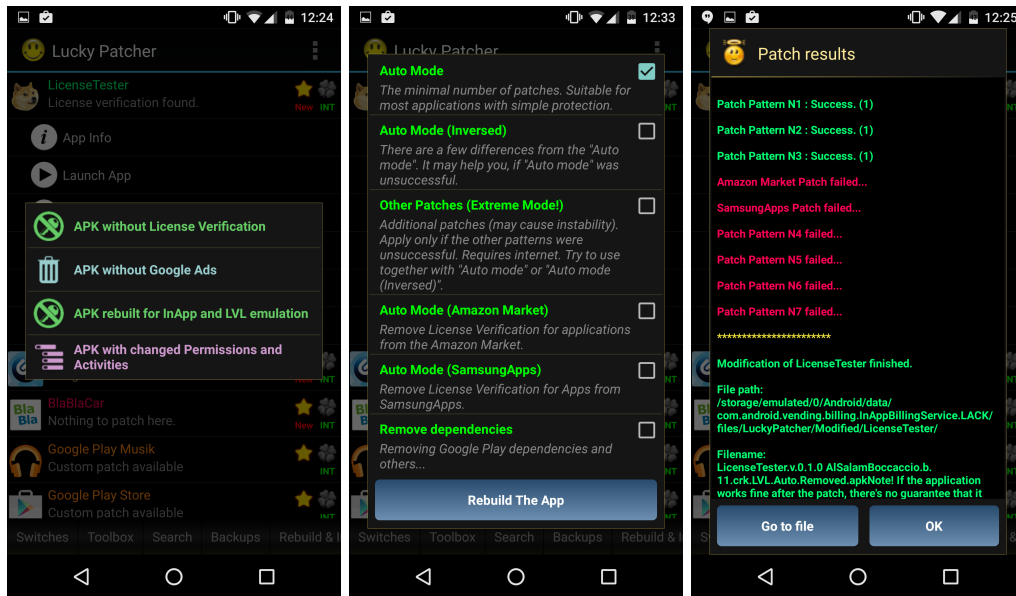 12:24
Lucky Patcher
LicenseTester
License verification found.
New INT
App Info
Launch App
APK without License Verification
APK without Google Ads
APK rebuilt for InApp and LVL emulation
APK with changed Permissions and
Activities
INT
Bla
Bla
BlaBlaCar
Nothing to patch here.
New INT
Google Play Musik
Custom patch available
INT
Google Play Store
Custom patch available
INT
Switches
Toolbox
Search
Backups
Rebuild & I
12:33
Lucky Patcher
Auto Mode
The minimal number of patches. Suitable for
most applications with simple protection.
Auto Mode (Inversed)
There are a few differences from the "Auto
mode". It may help you, if "Auto mode" was
unsuccessful.
Other Patches (Extreme Mode!)
Additional patches (may cause instability).
Apply only if the other patterns were
unsuccessful. Requires internet. Try to use
together with "Auto mode" or "Auto mode
(Inversed)".
Auto Mode (Amazon Market)
Remove License Verification for applications
from the Amazon Market.
Auto Mode (SamsungApps)
Remove License Verification for Apps from
SamsungApps.
Remove dependencies
Removing Google Play dependencies and
others...
Rebuild The App
Switches
Toolbox
Search
Backups
Rebuild & I
12:25
Patch results
Patch Pattern N1 : Success. (1)
Patch Pattern N2 : Success. (1)
Patch Pattern N3 : Success. (1)
Amazon Market Patch failed...
SamsungApps Patch failed...
Patch Pattern N4 failed...
Patch Pattern N5 failed...
Patch Pattern N6 failed...
Patch Pattern N7 failed...
***********************
Modification of LicenseTester finished.
File path:
/storage/emulated/0/Android/data/
com.android.vending.billing.InAppBillingService.LACK/
files/LuckyPatcher/Modified/LicenseTester/
Filename:
LicenseTester.v.0.1.0 AlSalamBoccaccio.b.
11.crk.LVL.Auto.Removed.apkNote! If the application
works fine after the patch, there's no guarantee that it
Go to file
OK